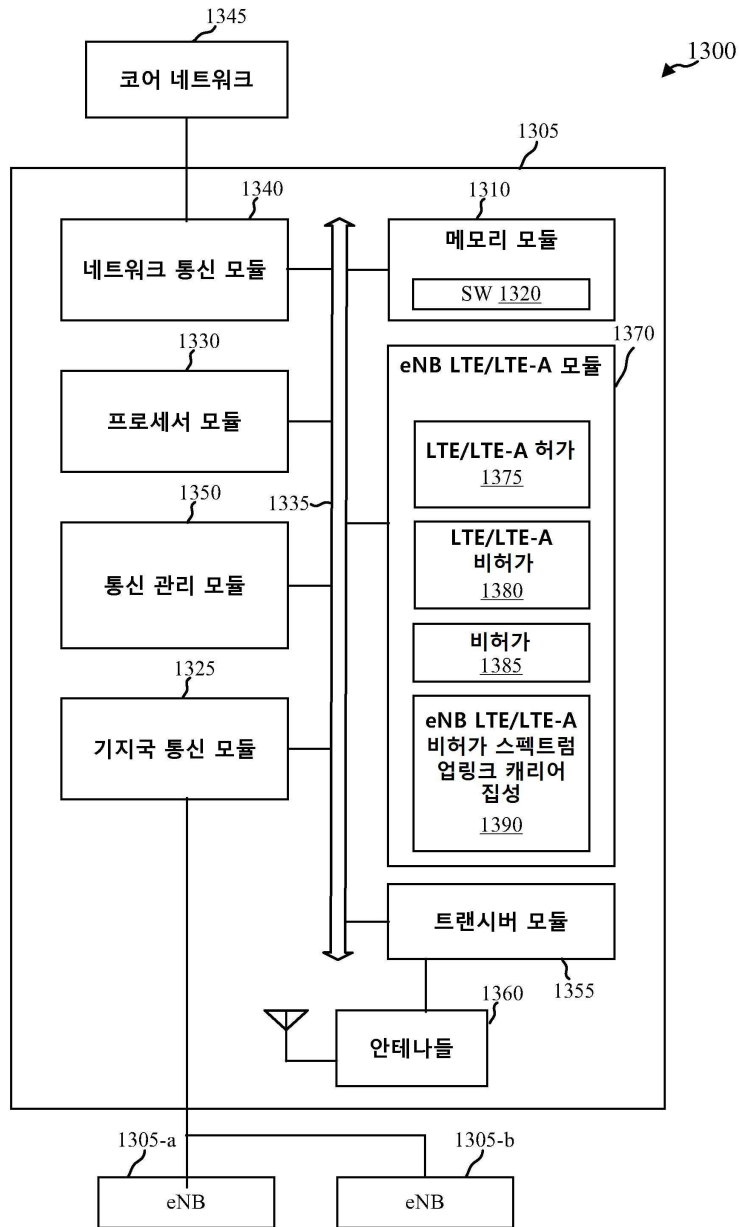 1345
코어 네트워크
1300
1305
1340
네트워크 통신 모듈
1310
메모리 모듈
SW 1320
1330
프로세서 모듈
1370
eNB LTE/LTE-A 모듈
LTE/LTE-A 허가
1375
1335
1350
통신 관리 모듈
LTE/LTE-A
비허가
1380
비허가
1385
1325
기지국 통신 모듈
eNB LTE/LTE-A
비허가 스펙트럼
업링크 캐리어
집성
1390
트랜시버 모듈
1355
1360
안테나들
1305-a
eNB
1305-b
eNB